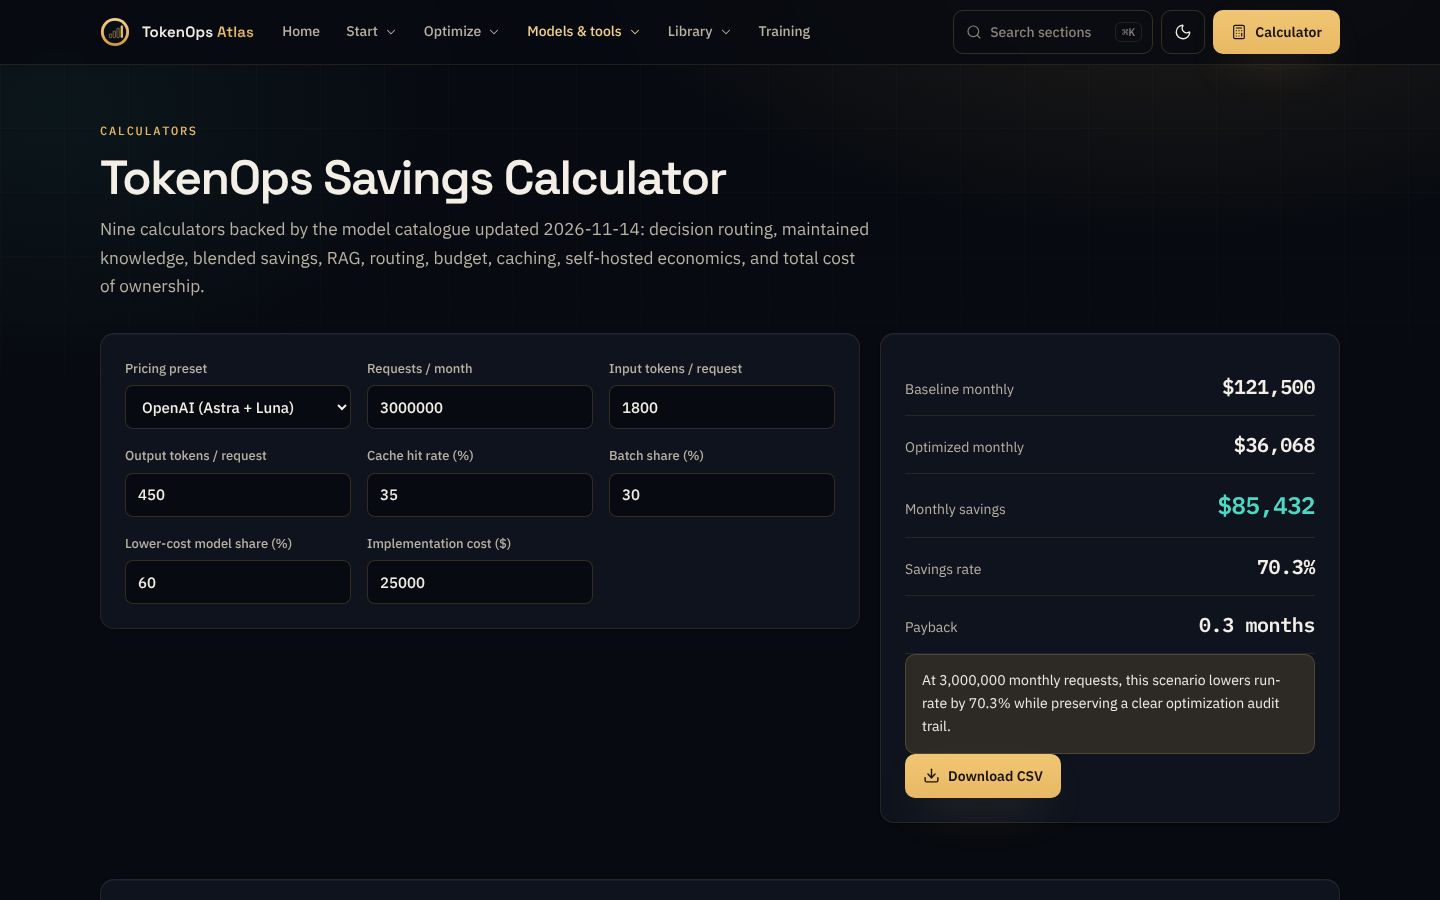 TokenOps Atlas
Home
Start
Optimize
Models & tools
Library
Training
Search sections
⌘K
Calculator
CALCULATORS
TokenOps Savings Calculator
Nine calculators backed by the model catalogue updated 2026-11-14: decision routing, maintained
knowledge, blended savings, RAG, routing, budget, caching, self-hosted economics, and total cost
of ownership.
Pricing preset
Requests / month
Input tokens / request
OpenAI (Astra + Luna)
3000000
1800
Output tokens / request
Cache hit rate (%)
Batch share (%)
450
35
30
Lower-cost model share (%)
Implementation cost ($)
60
25000
Baseline monthly
$121,500
Optimized monthly
$36,068
Monthly savings
$85,432
Savings rate
70.3%
Payback
0.3 months
At 3,000,000 monthly requests, this scenario lowers run-
rate by 70.3% while preserving a clear optimization audit
trail.
Download CSV